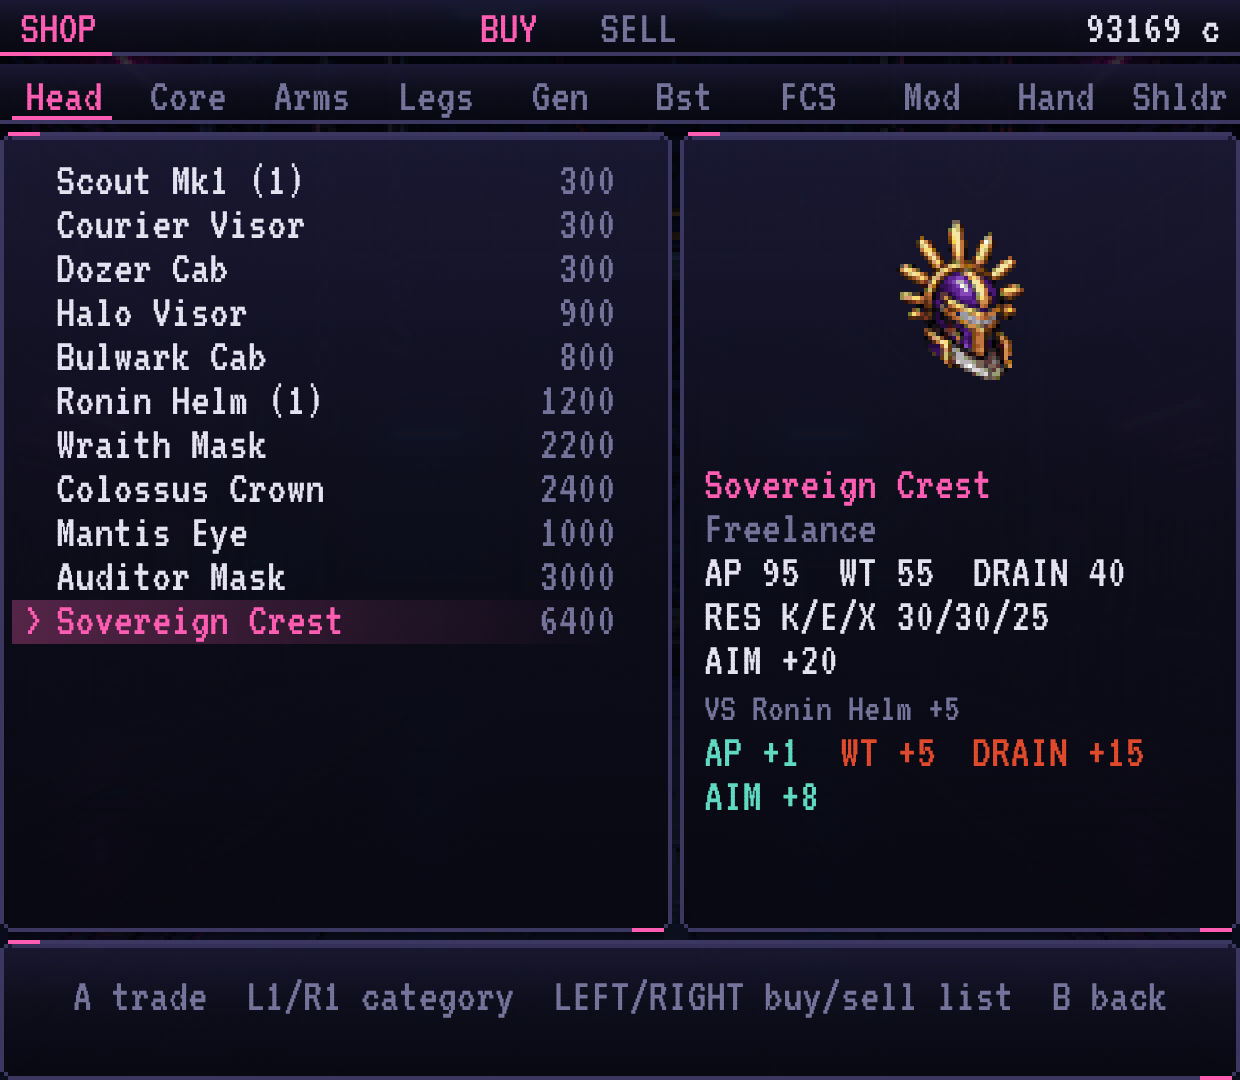 SHOP BUY SELL 93169 c
Head Core Arms Legs Gen Bst FCS Mod Hand Shldr
Scout Mk1 (1) 300
Courier Visor 300
Dozer Cab 300
Halo Visor 900
Bulwark Cab 800
Ronin Helm (1) 1200
Wraith Mask 2200
Colossus Crown 2400
Mantis Eye 1000
Auditor Mask 3000
> Sovereign Crest 6400
Sovereign Crest
Freelance
AP 95 WT 55 DRAIN 40
RES K/E/X 30/30/25
AIM +20
VS Ronin Helm +5
AP +1 WT +5 DRAIN +15
AIM +8
A trade L1/R1 category LEFT/RIGHT buy/sell list B back